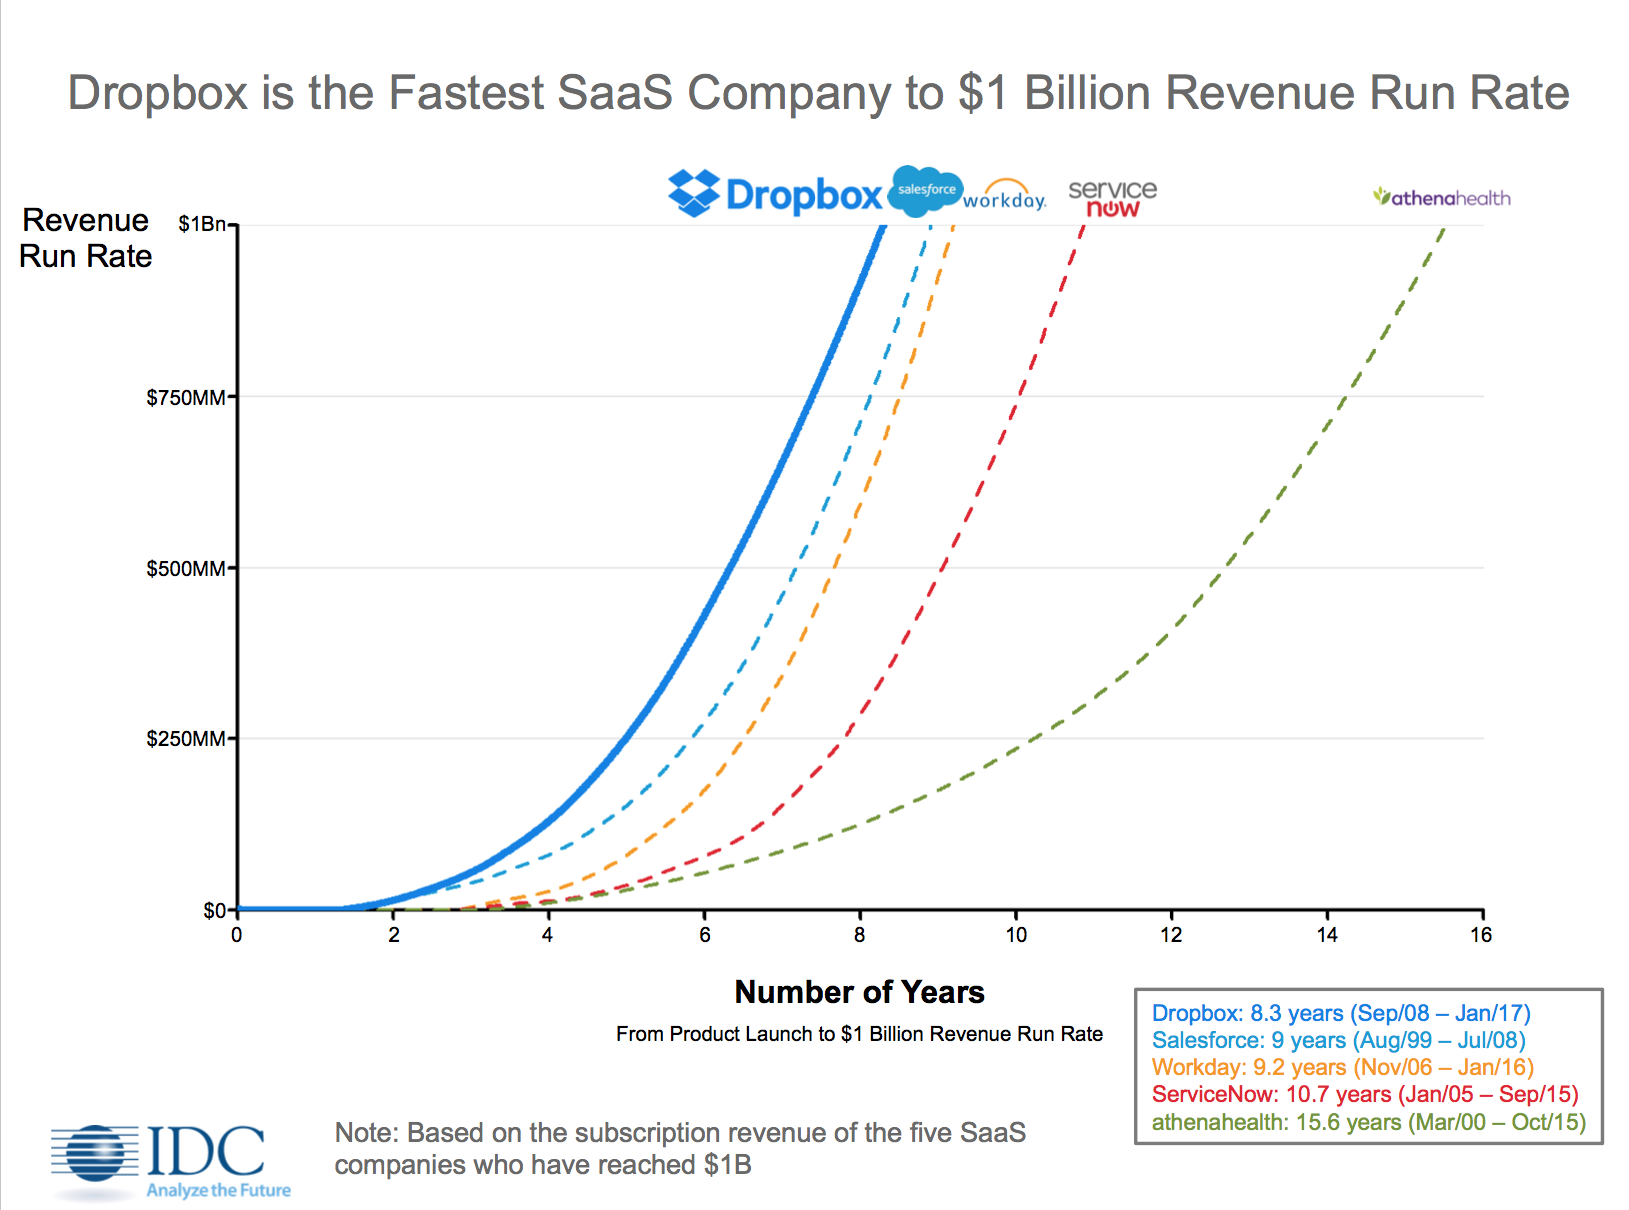 Dropbox is the Fastest SaaS Company to $1 Billion Revenue Run Rate
Dropbox
salesforce
workday.
service
now
athenahealth
Revenue
Run Rate
$1Bn
$750MM
$500MM
$250MM
$0
0 2 4 6 8 10 12 14 16
Number of Years
From Product Launch to $1 Billion Revenue Run Rate
Dropbox: 8.3 years (Sep/08 – Jan/17)
Salesforce: 9 years (Aug/99 – Jul/08)
Workday: 9.2 years (Nov/06 – Jan/16)
ServiceNow: 10.7 years (Jan/05 – Sep/15)
athenahealth: 15.6 years (Mar/00 – Oct/15)
IDC
Analyze the Future
Note: Based on the subscription revenue of the five SaaS
companies who have reached $1B